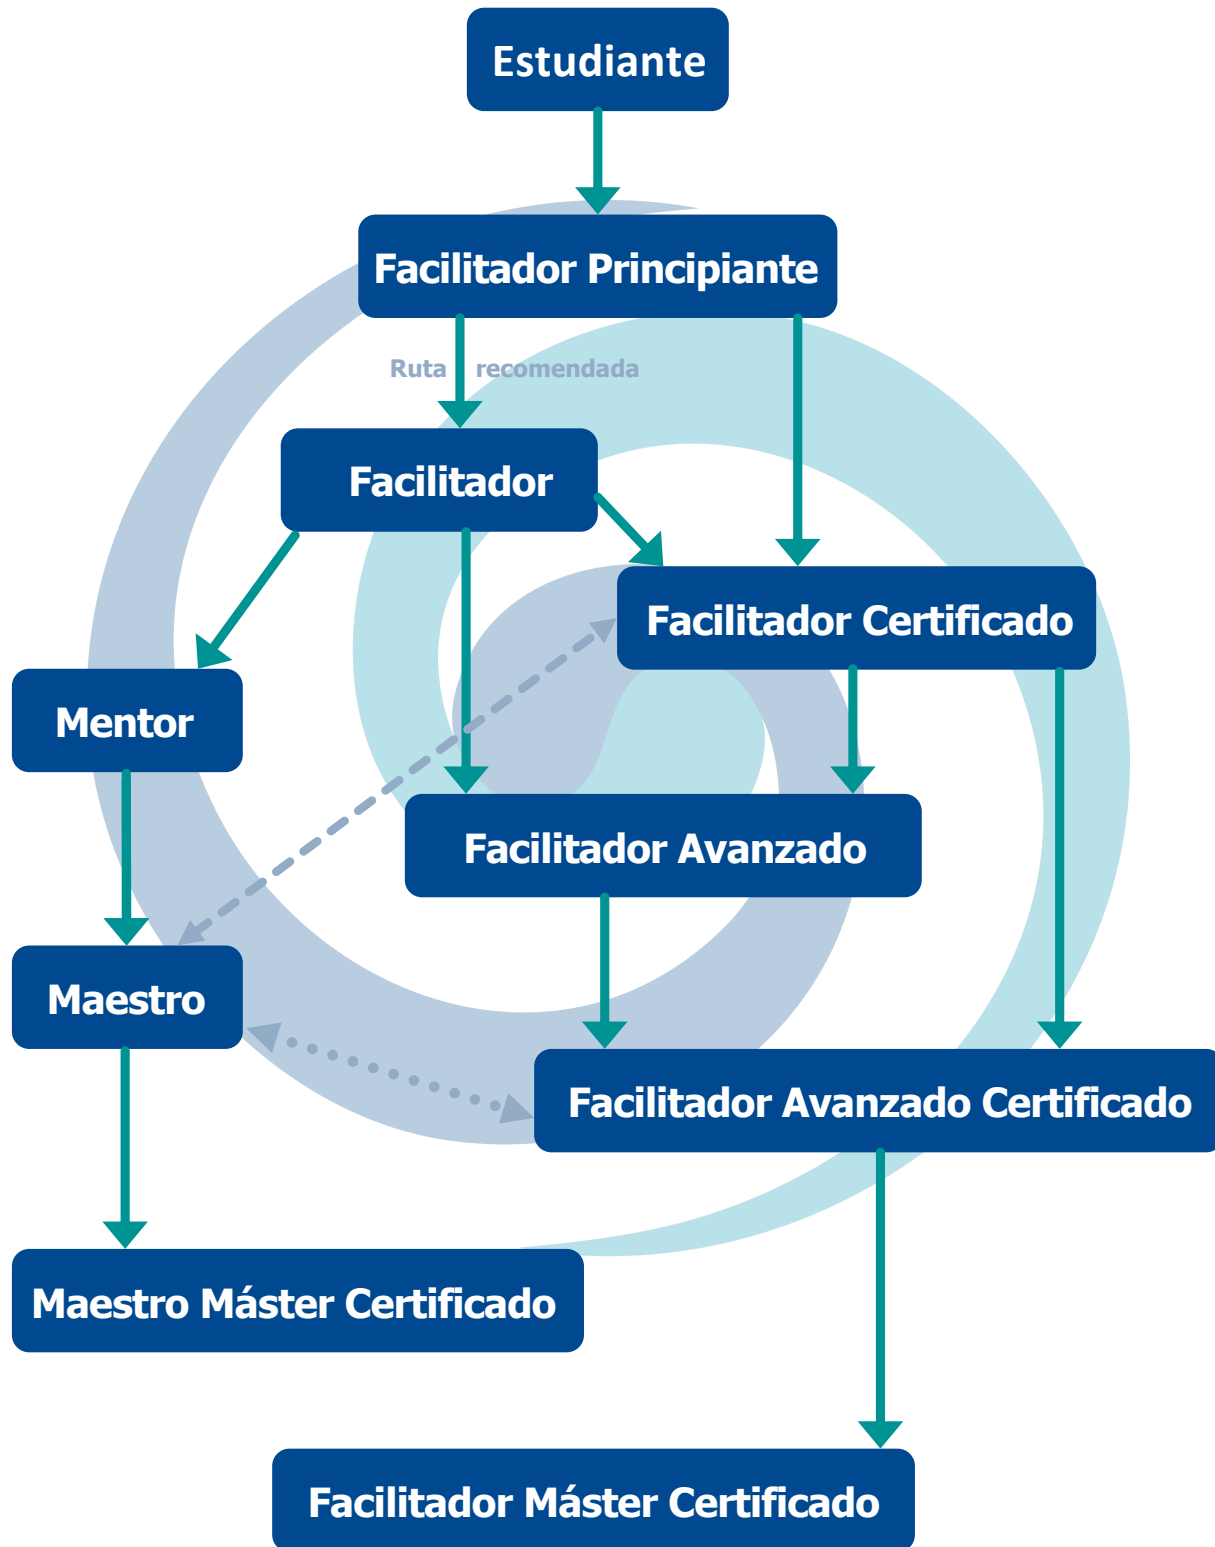 Estudiante
Facilitador Principiante
Ruta recomendada
Facilitador
Facilitador Certificado
Mentor
Facilitador Avanzado
Maestro
Facilitador Avanzado Certificado
Maestro Máster Certificado
Facilitador Máster Certificado